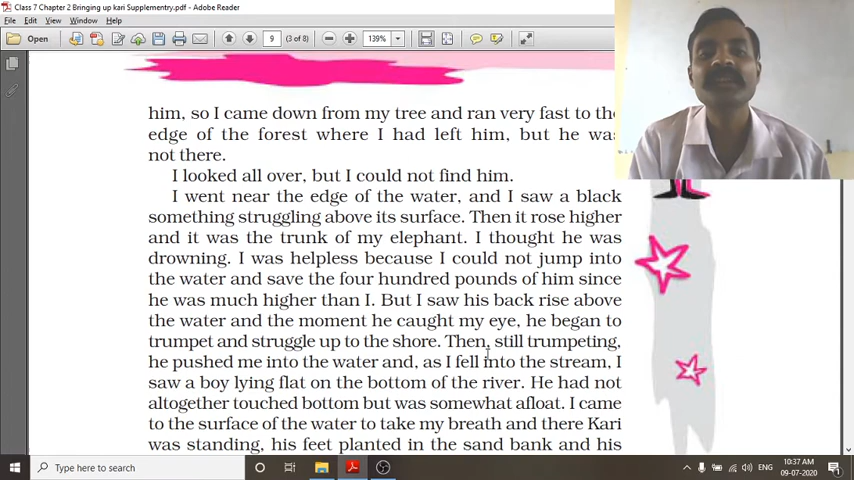 Class 7 Chapter 2 Bringing up kari Supplementry.pdf - Adobe Reader
File Edit View Window Help
Open 9 (3 of 8) 139%
him, so I came down from my tree and ran very fast to the
edge of the forest where I had left him, but he was
not there.
I looked all over, but I could not find him.
I went near the edge of the water, and I saw a black
something struggling above its surface. Then it rose higher
and it was the trunk of my elephant. I thought he was
drowning. I was helpless because I could not jump into
the water and save the four hundred pounds of him since
he was much higher than I. But I saw his back rise above
the water and the moment he caught my eye, he began to
trumpet and struggle up to the shore. Then, still trumpeting,
he pushed me into the water and, as I fell into the stream, I
saw a boy lying flat on the bottom of the river. He had not
altogether touched bottom but was somewhat afloat. I came
to the surface of the water to take my breath and there Kari
was standing, his feet planted in the sand bank and his
Type here to search
ENG
10:37 AM
09-07-2020